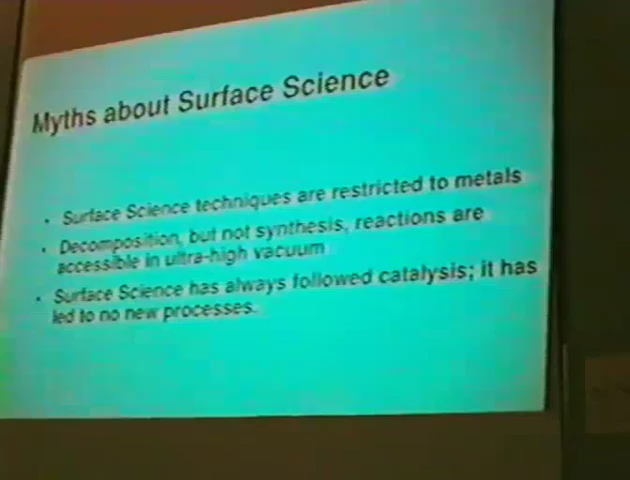 Myths about Surface Science
• Surface Science techniques are restricted to metals
• Decomposition, but not synthesis, reactions are
accessible in ultra-high vacuum
• Surface Science has always followed catalysis; it has
led to no new processes.